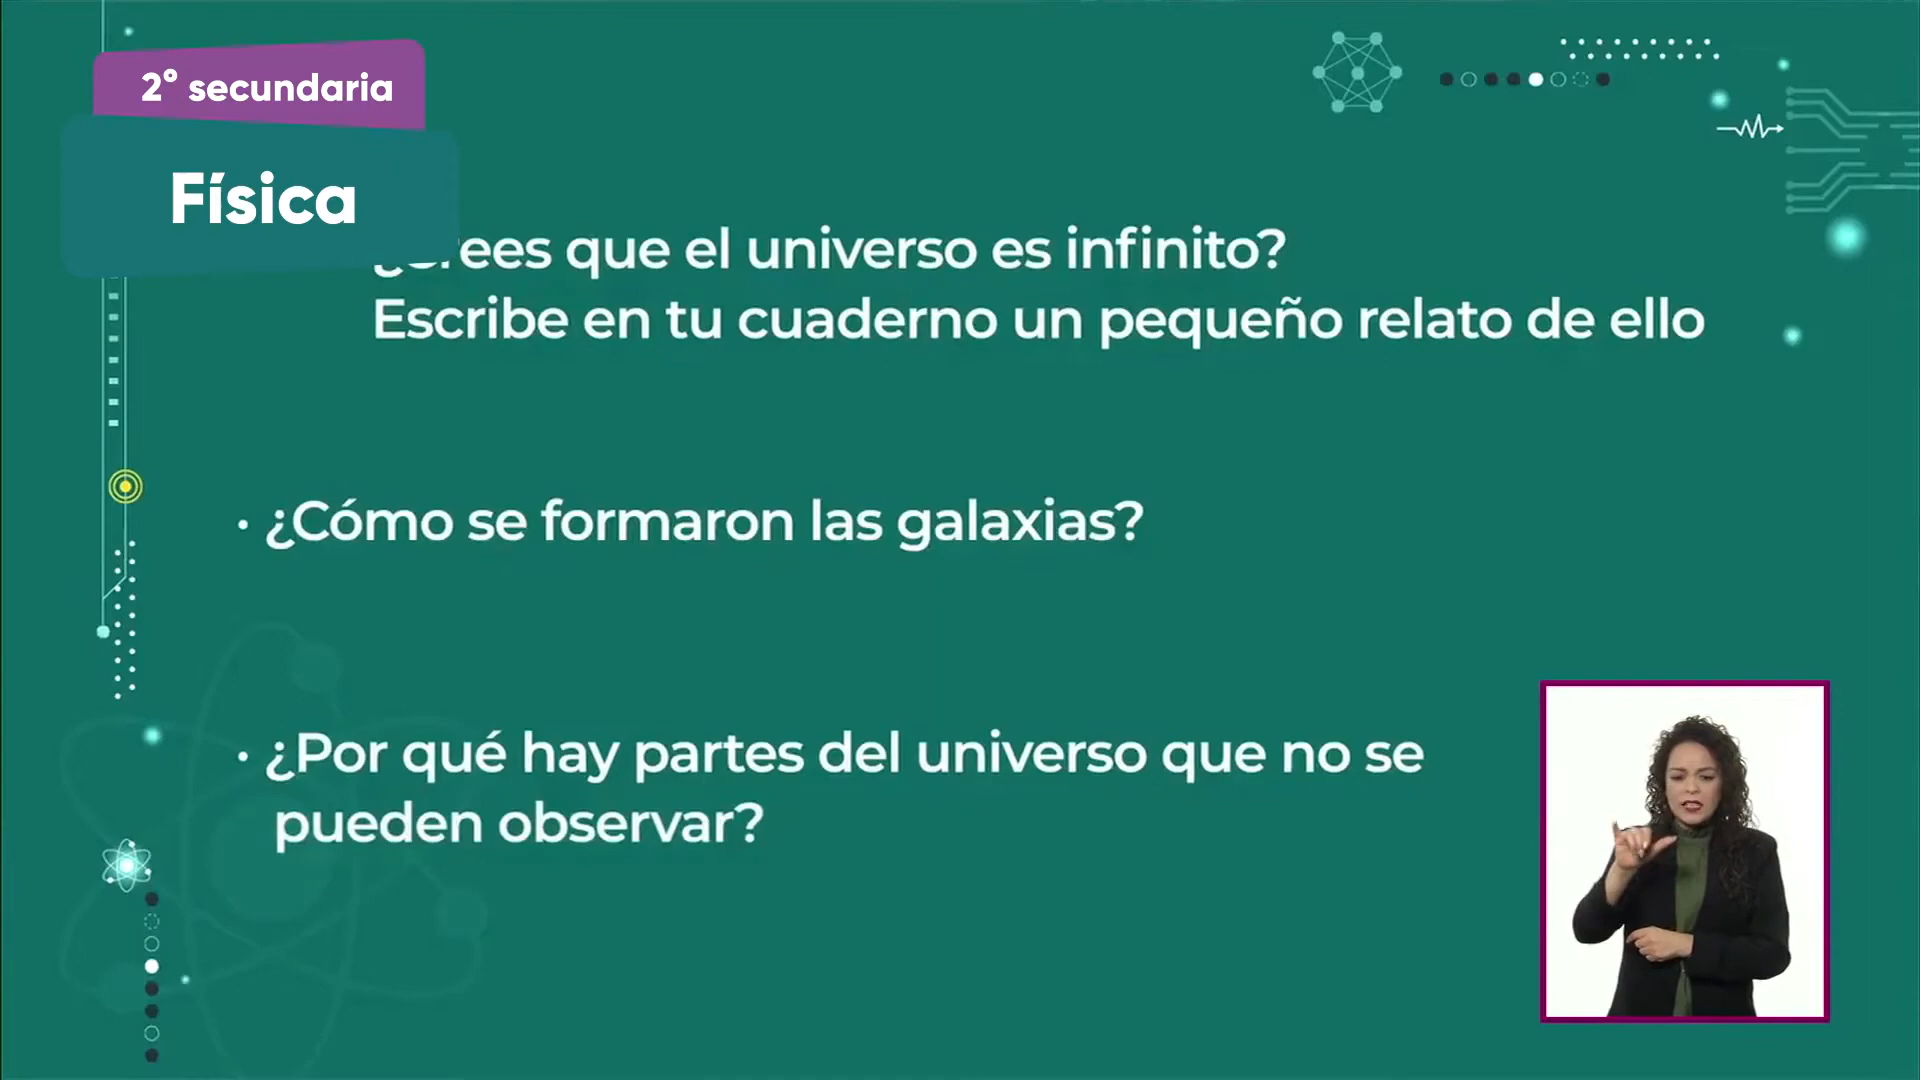 2° secundaria
Física
que el universo es infinito?
Escribe en tu cuaderno un pequeño relato de ello
· ¿Cómo se formaron las galaxias?
· ¿Por qué hay partes del universo que no se
pueden observar?